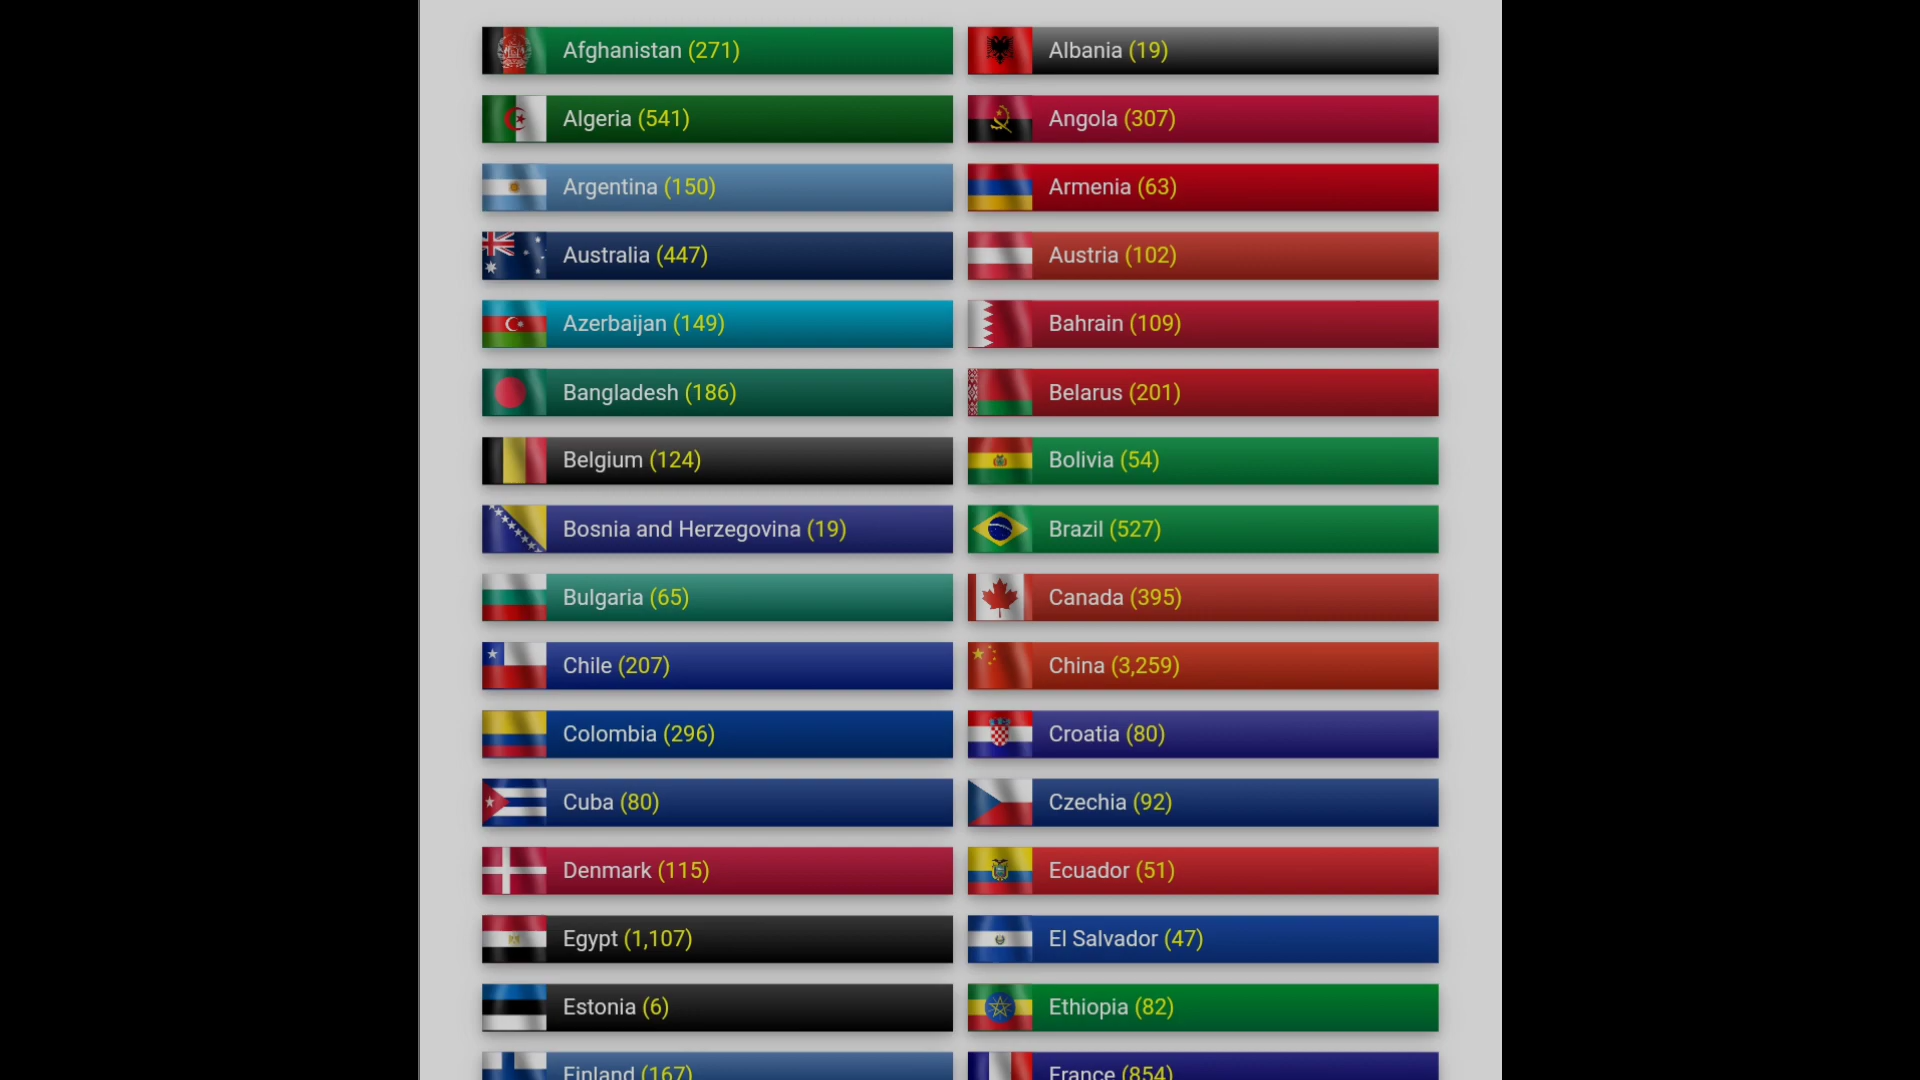 Afghanistan (271)
Albania (19)
Algeria (541)
Angola (307)
Argentina (150)
Armenia (63)
Australia (447)
Austria (102)
Azerbaijan (149)
Bahrain (109)
Bangladesh (186)
Belarus (201)
Belgium (124)
Bolivia (54)
Bosnia and Herzegovina (19)
Brazil (527)
Bulgaria (65)
Canada (395)
Chile (207)
China (3,259)
Colombia (296)
Croatia (80)
Cuba (80)
Czechia (92)
Denmark (115)
Ecuador (51)
Egypt (1,107)
El Salvador (47)
Estonia (6)
Ethiopia (82)
Finland (167)
France (854)